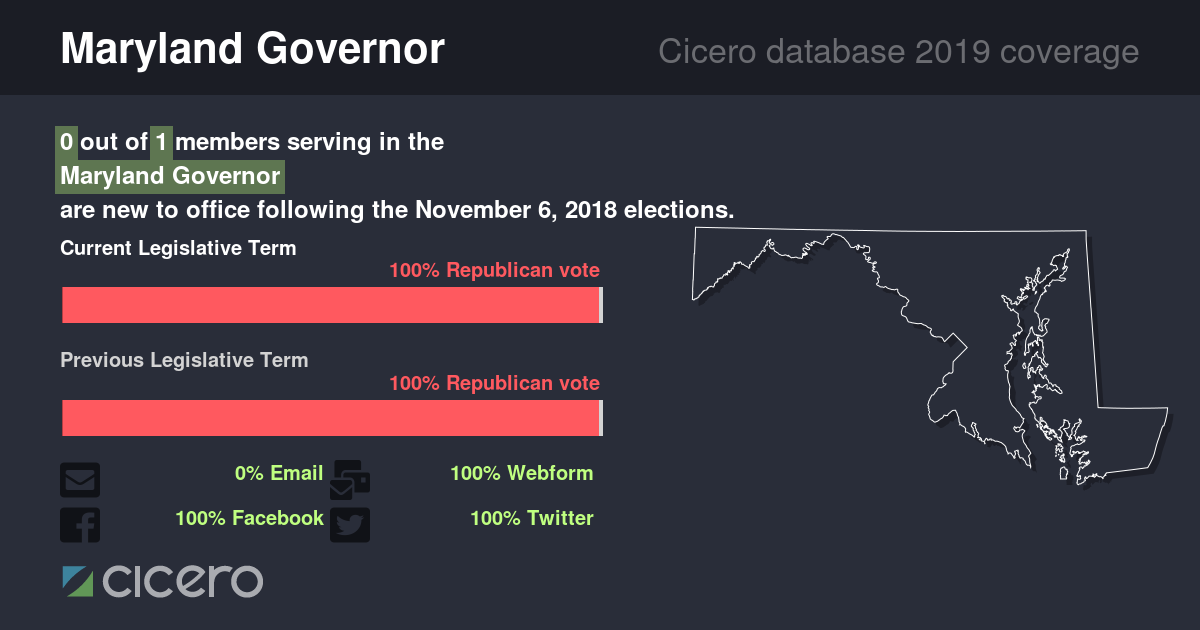 Maryland Governor
Cicero database 2019 coverage
0 out of 1 members serving in the
Maryland Governor
are new to office following the November 6, 2018 elections.
Current Legislative Term
100% Republican vote
Previous Legislative Term
100% Republican vote
0% Email
100% Webform
100% Facebook
100% Twitter
cicero